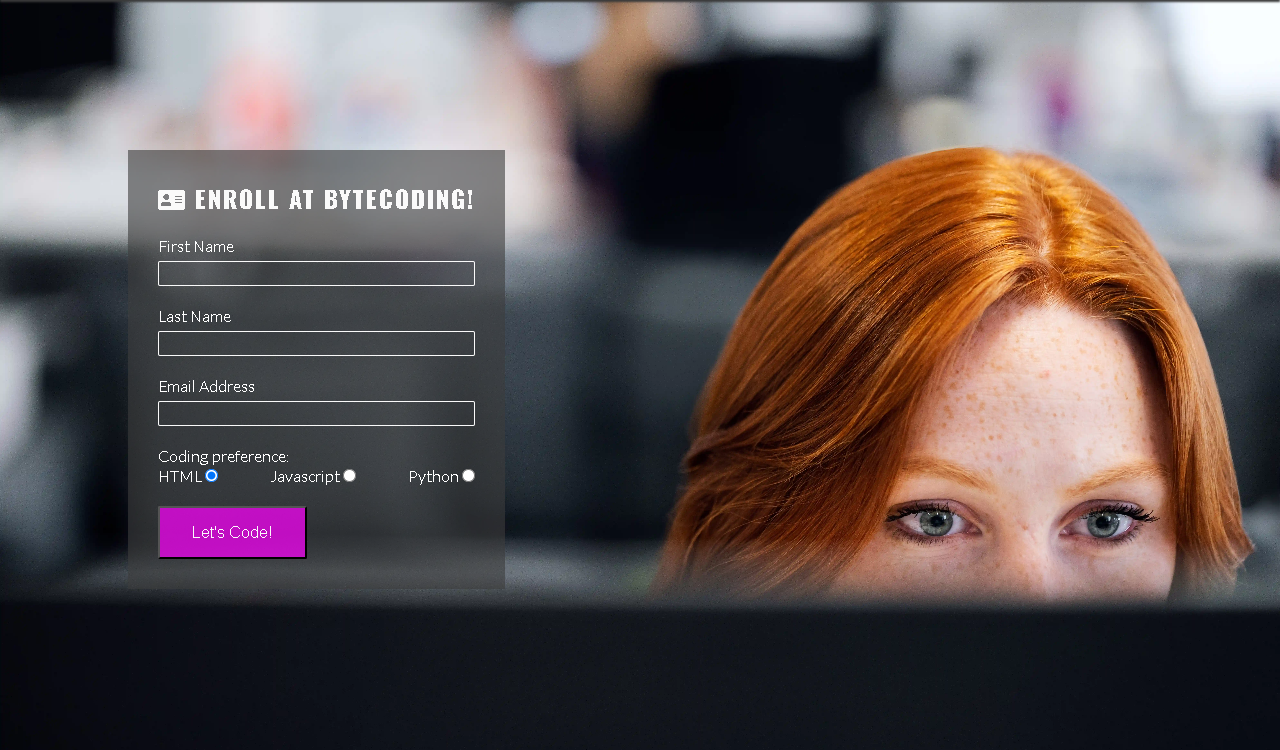 ENROLL AT BYTECODING!
First Name
Last Name
Email Address
Coding preference:
HTML Javascript Python
Let's Code!